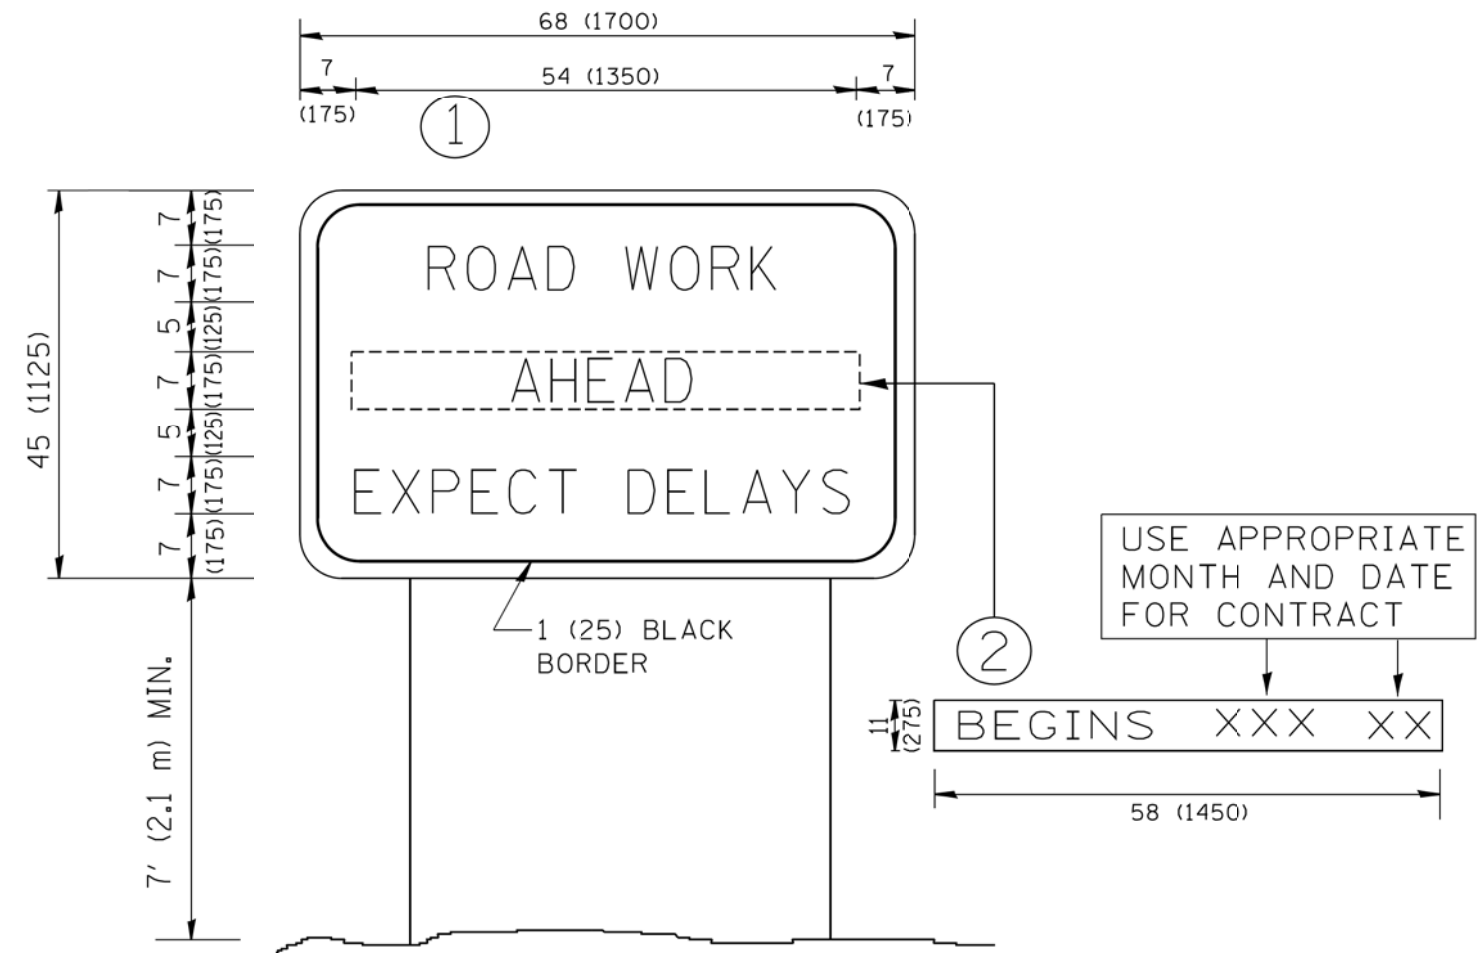 68 (1700)
7
54 (1350)
7
(175)
(175)
1
7
(175)
7
(175)
5
(125)
7
(175)
5
(125)
7
(175)
7
(175)
45 (1125)
ROAD WORK
AHEAD
EXPECT DELAYS
1 (25) BLACK
BORDER
7' (2.1 m) MIN.
USE APPROPRIATE
MONTH AND DATE
FOR CONTRACT
2
11
(275)
BEGINS XXX XX
58 (1450)